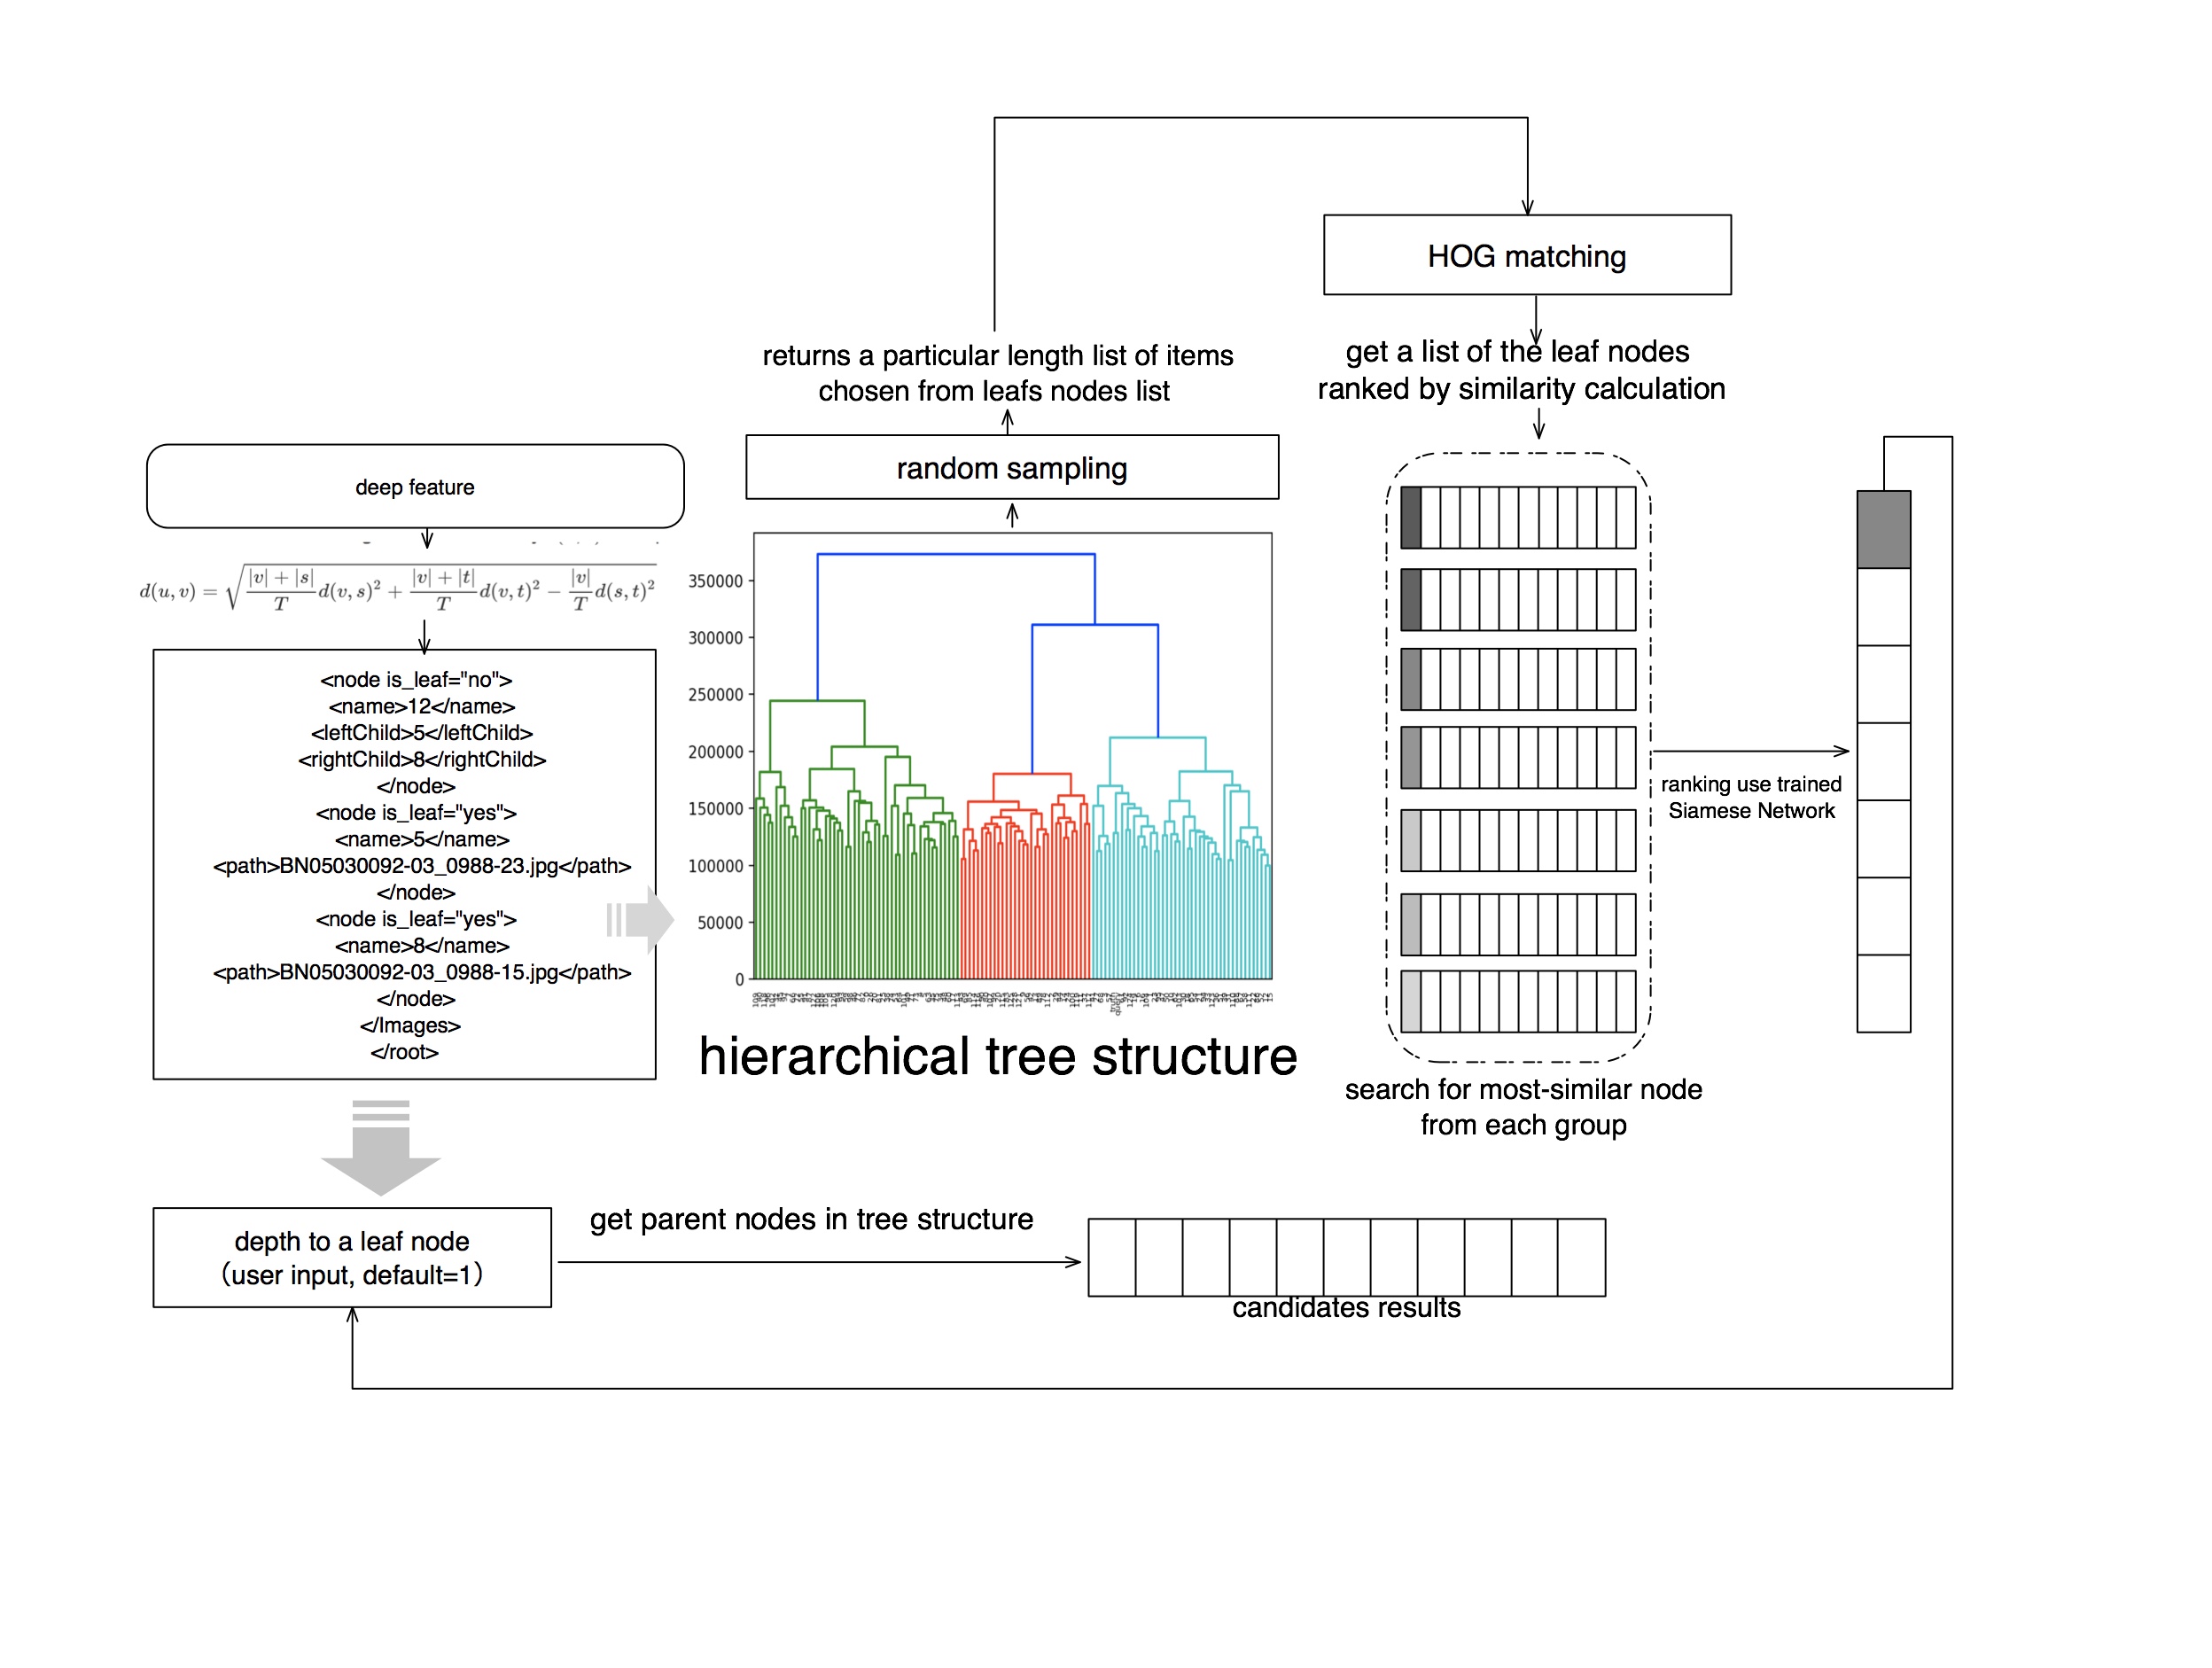 returns a particular length list of items
chosen from leafs nodes list
HOG matching
get a list of the leaf nodes
ranked by similarity calculation
random sampling
deep feature
d(u, v) = √(|v| + |s| / T d(v, s)² + |v| + |t| / T d(v, t)² − |v| / T d(s, t)²)
<node is_leaf="no">
<name>12</name>
<leftChild>5</leftChild>
<rightChild>8</rightChild>
</node>
<node is_leaf="yes">
<name>5</name>
<path>BN05030092-03_0988-23.jpg</path>
</node>
<node is_leaf="yes">
<name>8</name>
<path>BN05030092-03_0988-15.jpg</path>
</node>
</Images>
</root>
350000
300000
250000
200000
150000
100000
50000
0
hierarchical tree structure
ranking use trained
Siamese Network
search for most-similar node
from each group
depth to a leaf node
(user input, default=1)
get parent nodes in tree structure
candidates results